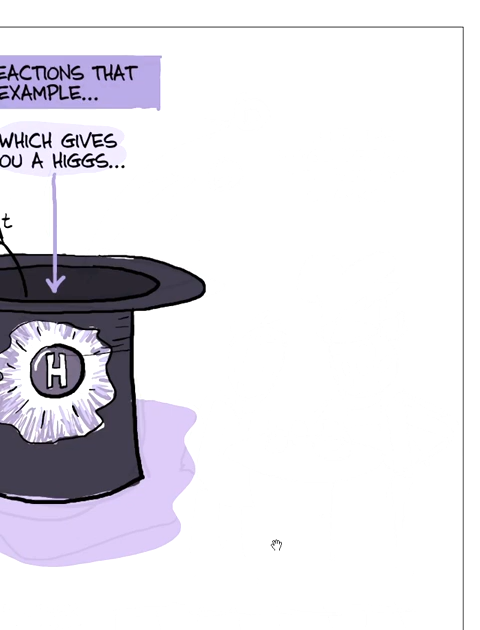 EACTIONS THAT
EXAMPLE...
WHICH GIVES
OU A HIGGS...
t
H